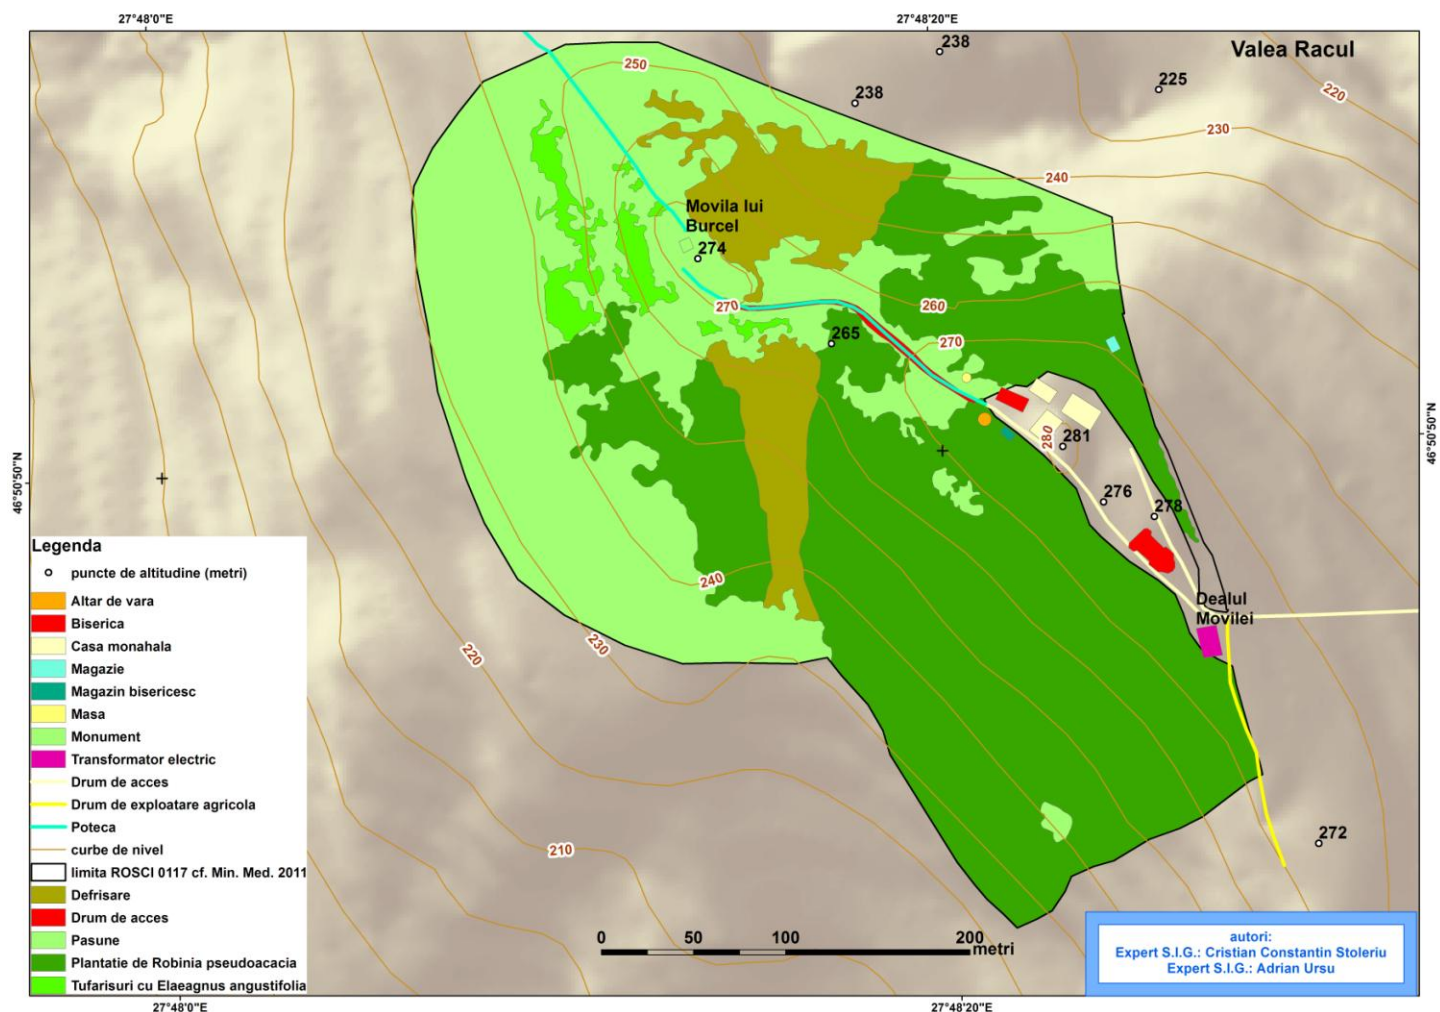 27°48'0"E
27°48'20"E
Valea Racul
238
238
225
220
230
240
250
Movila lui
Burcel
274
270
265
260
270
280
281
276
278
Dealul
Movilei
240
230
220
210
272
46°50'50"N
46°50'50"N
Legenda
puncte de altitudine (metri)
Altar de vara
Biserica
Casa monahala
Magazie
Magazin bisericesc
Masa
Monument
Transformator electric
Drum de acces
Drum de exploatare agricola
Poteca
curbe de nivel
limita ROSCI 0117 cf. Min. Med. 2011
Defrisare
Drum de acces
Pasune
Plantatie de Robinia pseudoacacia
Tufarisuri cu Elaeagnus angustifolia
0 50 100 200
metri
autori:
Expert S.I.G.: Cristian Constantin Stoleriu
Expert S.I.G.: Adrian Ursu
27°48'0"E
27°48'20"E